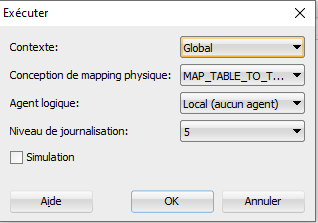 Exécuter
Contexte: Global
Conception de mapping physique: MAP_TABLE_TO_T...
Agent logique: Local (aucun agent)
Niveau de journalisation: 5
Simulation
Aide OK Annuler